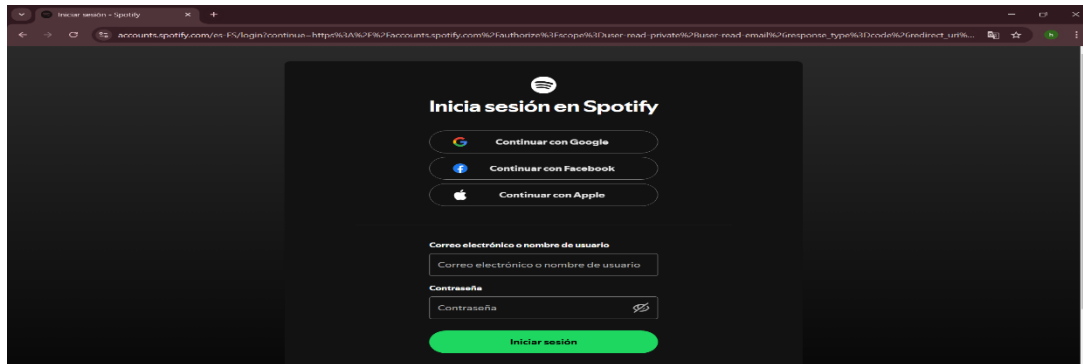 Iniciar sesión - Spotify
accounts.spotify.com/es-ES/login?continue=https%3A%2F%2Faccounts.spotify.com%2Fauthorize%3Fscope%3Duser-read-private%2Buser-read-email%26response_type%3Dcode%26redirect_uri%...
h
Inicia sesión en Spotify
Continuar con Google
Continuar con Facebook
Continuar con Apple
Correo electrónico o nombre de usuario
Correo electrónico o nombre de usuario
Contraseña
Contraseña
Iniciar sesión